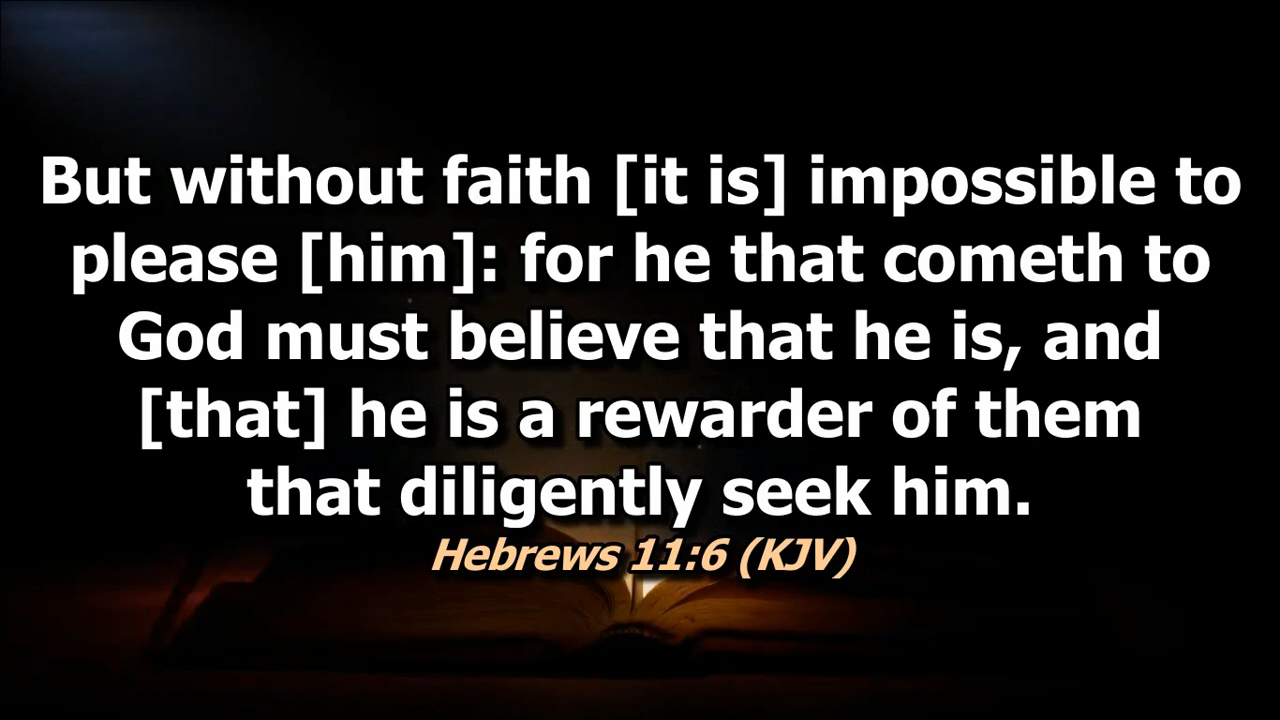 But without faith [it is] impossible to
please [him]: for he that cometh to
God must believe that he is, and
[that] he is a rewarder of them
that diligently seek him.
Hebrews 11:6 (KJV)